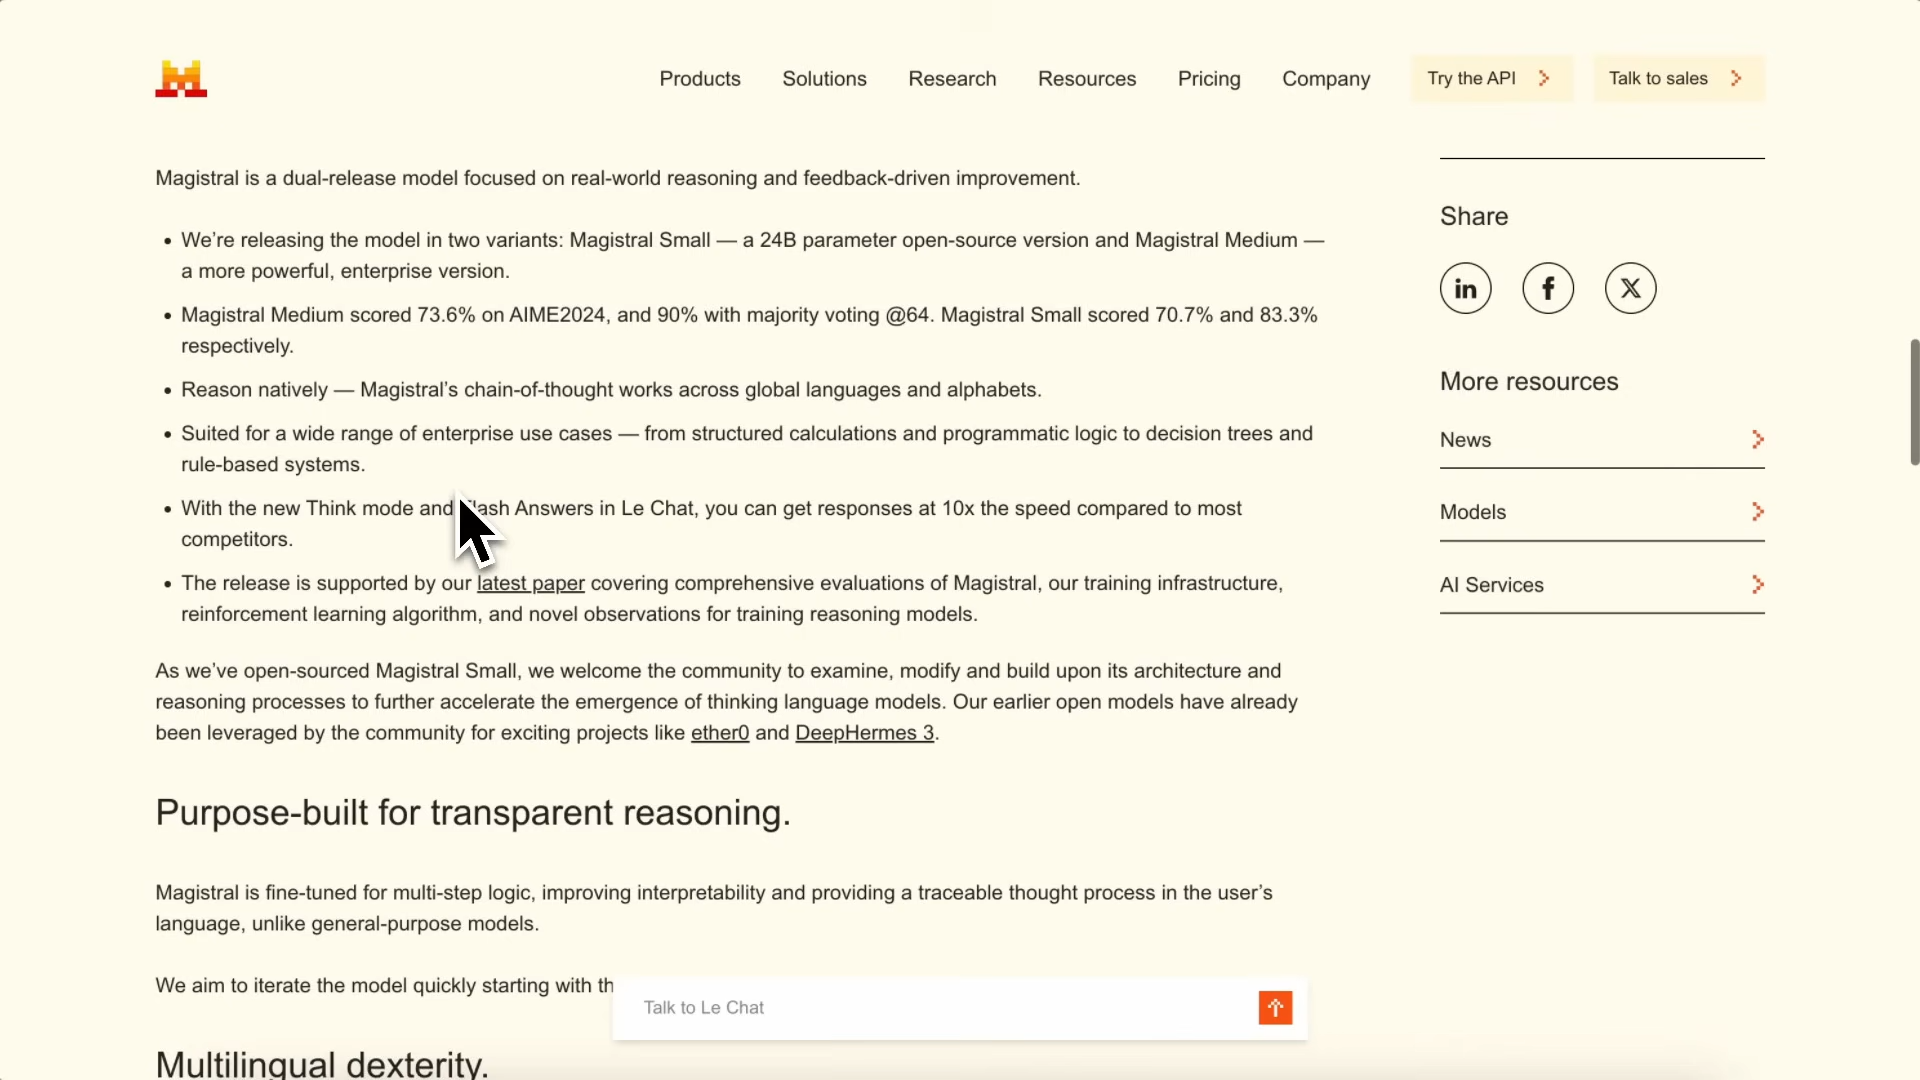 Products Solutions Research Resources Pricing Company Try the API Talk to sales
Magistral is a dual-release model focused on real-world reasoning and feedback-driven improvement.
• We’re releasing the model in two variants: Magistral Small — a 24B parameter open-source version and Magistral Medium —
a more powerful, enterprise version.
• Magistral Medium scored 73.6% on AIME2024, and 90% with majority voting @64. Magistral Small scored 70.7% and 83.3%
respectively.
• Reason natively — Magistral’s chain-of-thought works across global languages and alphabets.
• Suited for a wide range of enterprise use cases — from structured calculations and programmatic logic to decision trees and
rule-based systems.
• With the new Think mode and Flash Answers in Le Chat, you can get responses at 10x the speed compared to most
competitors.
• The release is supported by our latest paper covering comprehensive evaluations of Magistral, our training infrastructure,
reinforcement learning algorithm, and novel observations for training reasoning models.
As we’ve open-sourced Magistral Small, we welcome the community to examine, modify and build upon its architecture and
reasoning processes to further accelerate the emergence of thinking language models. Our earlier open models have already
been leveraged by the community for exciting projects like ether0 and DeepHermes 3.
Purpose-built for transparent reasoning.
Magistral is fine-tuned for multi-step logic, improving interpretability and providing a traceable thought process in the user’s
language, unlike general-purpose models.
We aim to iterate the model quickly starting with
Talk to Le Chat
Multilingual dexterity.
Share
in f X
More resources
News
Models
AI Services